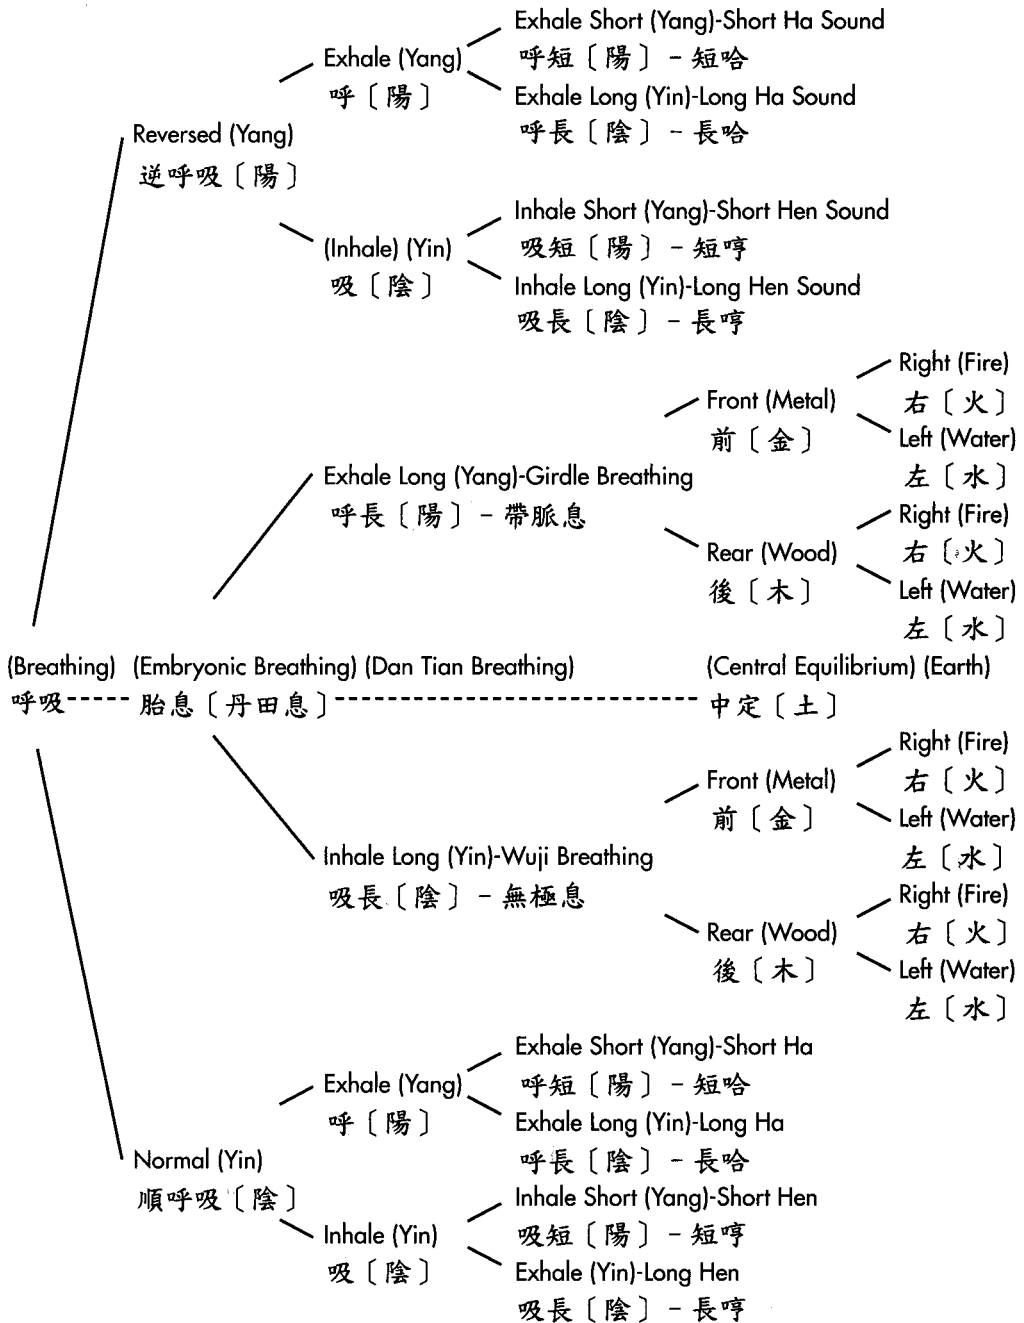 Exhale Short (Yang)-Short Ha Sound
呼短〔陽〕－短哈
Exhale (Yang)
呼〔陽〕
Exhale Long (Yin)-Long Ha Sound
呼長〔陰〕－長哈
Reversed (Yang)
逆呼吸〔陽〕
Inhale Short (Yang)-Short Hen Sound
吸短〔陽〕－短哼
(Inhale) (Yin)
吸〔陰〕
Inhale Long (Yin)-Long Hen Sound
吸長〔陰〕－長哼
Right (Fire)
右〔火〕
Front (Metal)
前〔金〕
Left (Water)
左〔水〕
Exhale Long (Yang)-Girdle Breathing
呼長〔陽〕－帶脈息
Right (Fire)
右〔火〕
Rear (Wood)
後〔木〕
Left (Water)
左〔水〕
(Breathing) (Embryonic Breathing) (Dan Tian Breathing) (Central Equilibrium) (Earth)
呼吸 胎息〔丹田息〕 中定〔土〕
Right (Fire)
右〔火〕
Front (Metal)
前〔金〕
Left (Water)
左〔水〕
Inhale Long (Yin)-Wuji Breathing
吸長〔陰〕－無極息
Right (Fire)
右〔火〕
Rear (Wood)
後〔木〕
Left (Water)
左〔水〕
Exhale Short (Yang)-Short Ha
呼短〔陽〕－短哈
Exhale (Yang)
呼〔陽〕
Exhale Long (Yin)-Long Ha
呼長〔陰〕－長哈
Normal (Yin)
順呼吸〔陰〕
Inhale Short (Yang)-Short Hen
吸短〔陽〕－短哼
Inhale (Yin)
吸〔陰〕
Exhale (Yin)-Long Hen
吸長〔陰〕－長哼